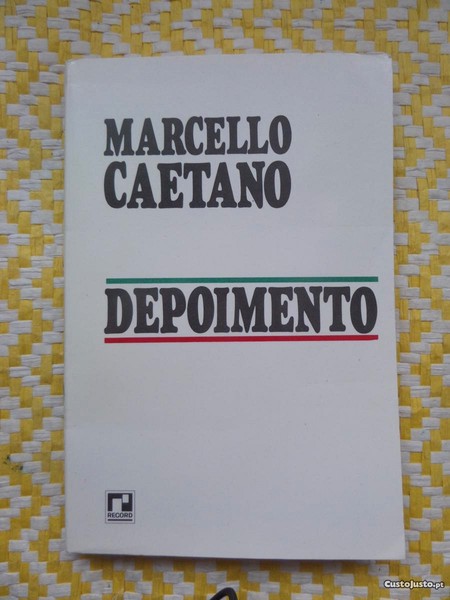 MARCELLO
CAETANO
DEPOIMENTO
RECORD
CustoJusto.pt